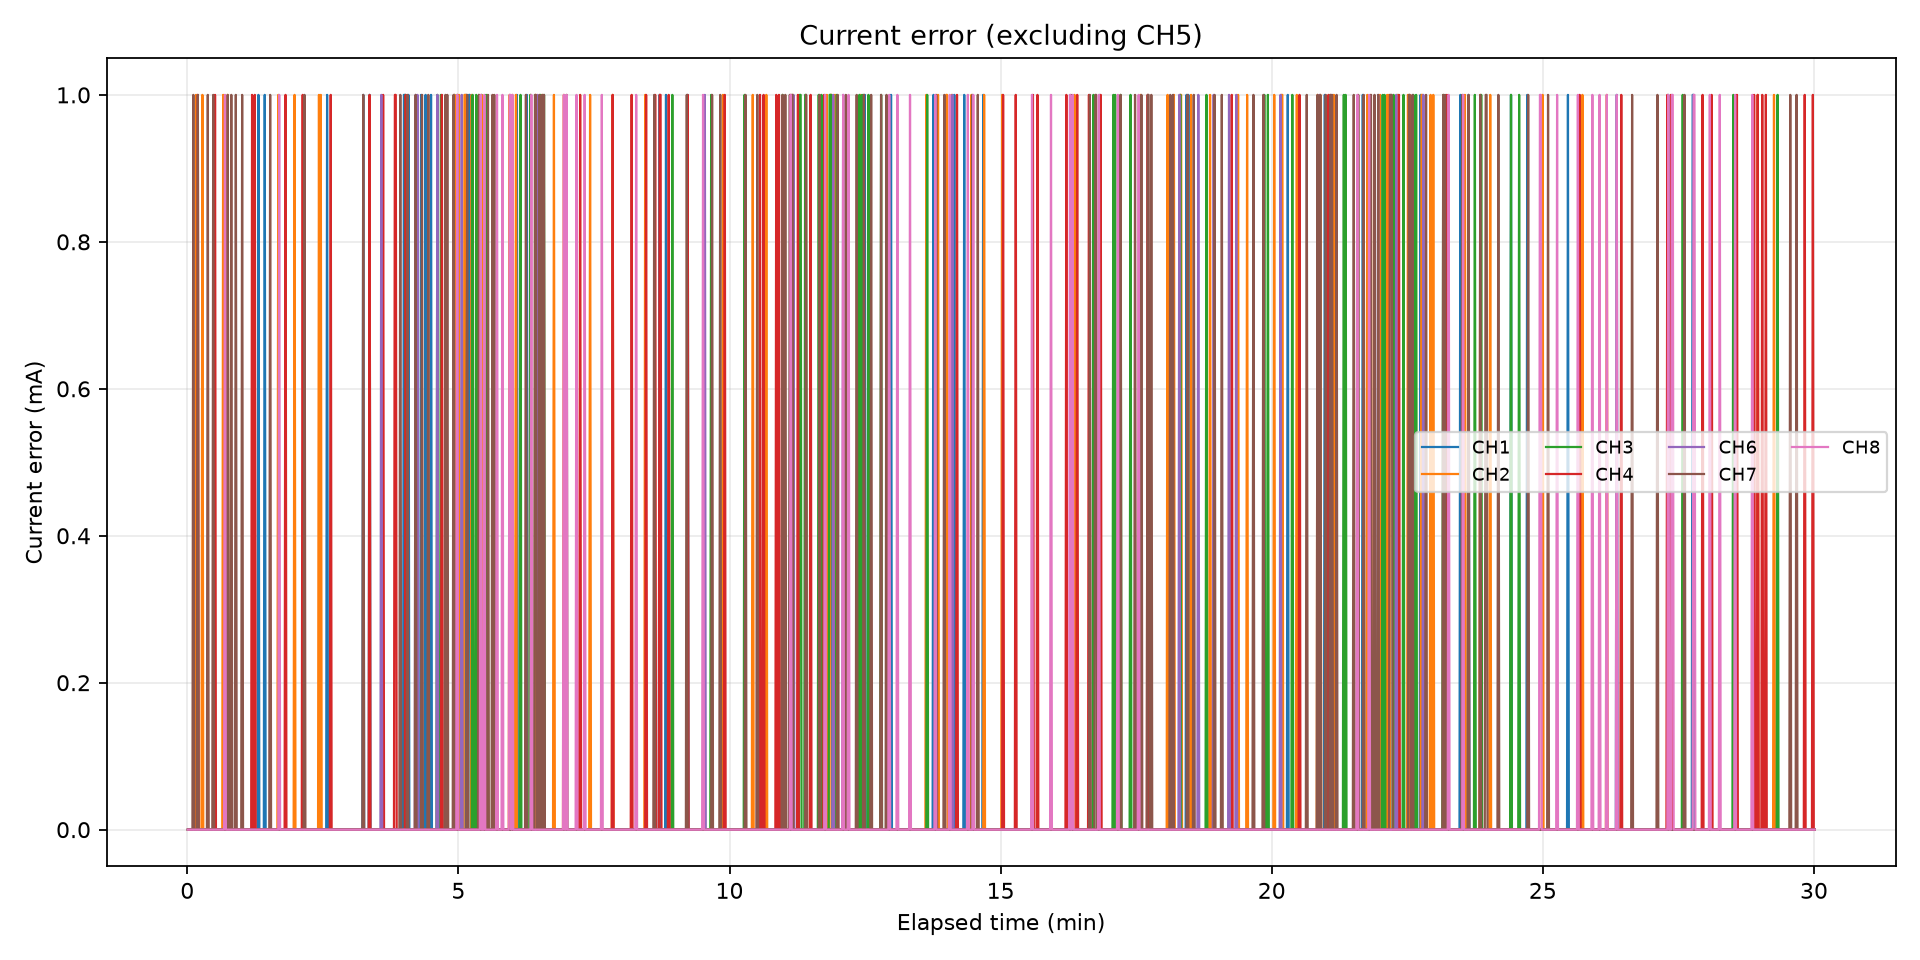 Current error (excluding CH5)
1.0
0.8
0.6
0.4
0.2
0.0
Current error (mA)
CH1 CH3 CH6 CH8
CH2 CH4 CH7
0 5 10 15 20 25 30
Elapsed time (min)